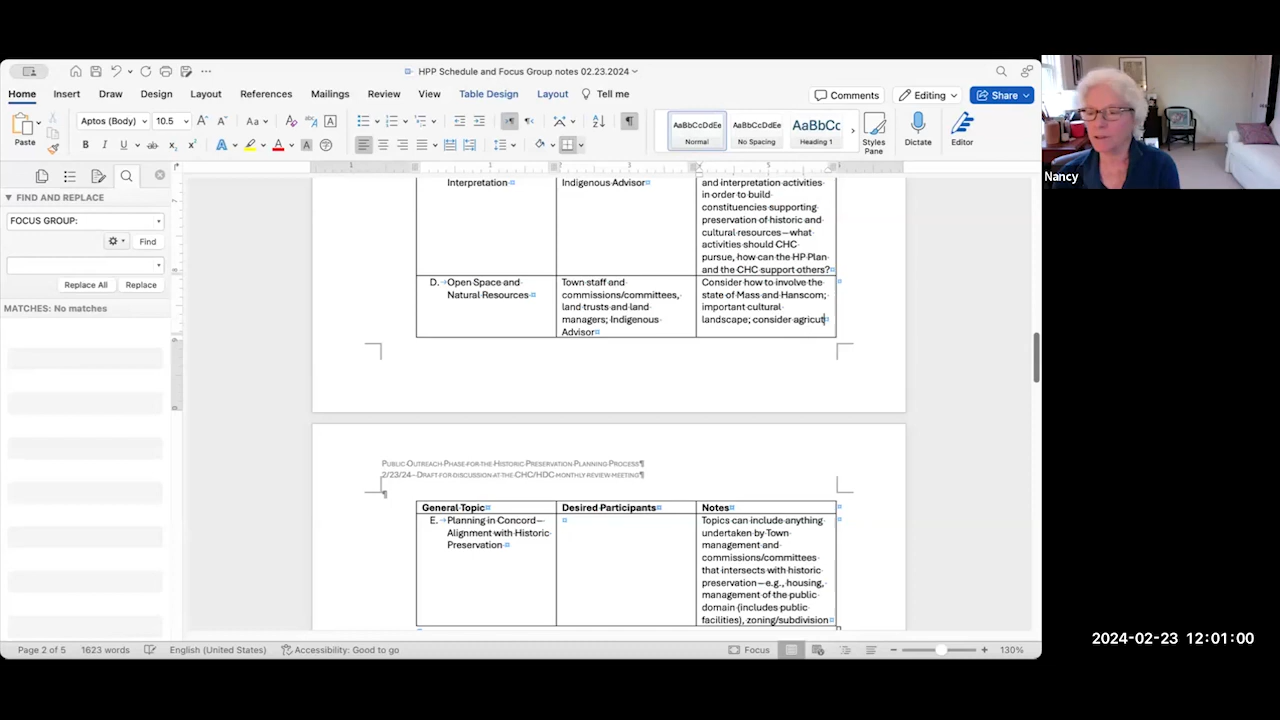 HPP Schedule and Focus Group notes 02.23.2024
Home Insert Draw Design Layout References Mailings Review View Table Design Layout Tell me
Comments Editing Share
Paste
Aptos (Body) 10.5
AaBbCcDdEe Normal
AaBbCcDdEe No Spacing
AaBbCc Heading 1
Styles Pane
Dictate
Editor
Nancy
FIND AND REPLACE
FOCUS GROUP:
Find
Replace All Replace
MATCHES: No matches
Interpretation
Indigenous Advisor
and interpretation activities
in order to build
constituencies supporting
preservation of historic and
cultural resources—what
activities should CHC
pursue, how can the HP Plan
and the CHC support others?
D. Open Space and
Natural Resources
Town staff and
commissions/committees,
land trusts and land
managers; Indigenous
Advisor
Consider how to involve the
state of Mass and Hanscom;
important cultural
landscape; consider agricut
Public Outreach Phase for the Historic Preservation Planning Process
2/23/24 – Draft for discussion at the CHC/HDC monthly review meeting
General Topic Desired Participants Notes
E. Planning in Concord—
Alignment with Historic
Preservation
Topics can include anything
undertaken by Town
management and
commissions/committees
that intersects with historic
preservation—e.g., housing,
management of the public
domain (includes public
facilities), zoning/subdivision
Page 2 of 5 1623 words English (United States) Accessibility: Good to go Focus 130%
2024-02-23 12:01:00